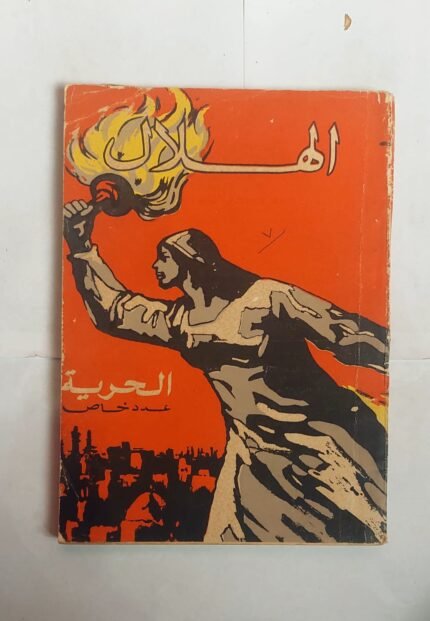 الهلال
الحرية
عدد خاص